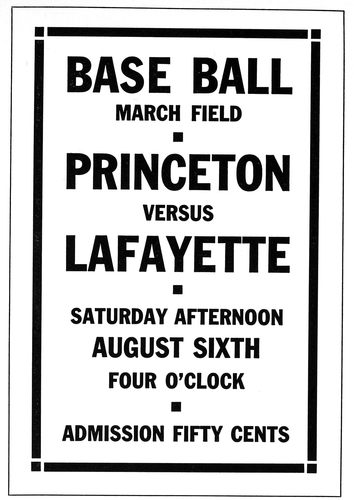 BASE BALL
MARCH FIELD
PRINCETON
VERSUS
LAFAYETTE
SATURDAY AFTERNOON
AUGUST SIXTH
FOUR O'CLOCK
ADMISSION FIFTY CENTS